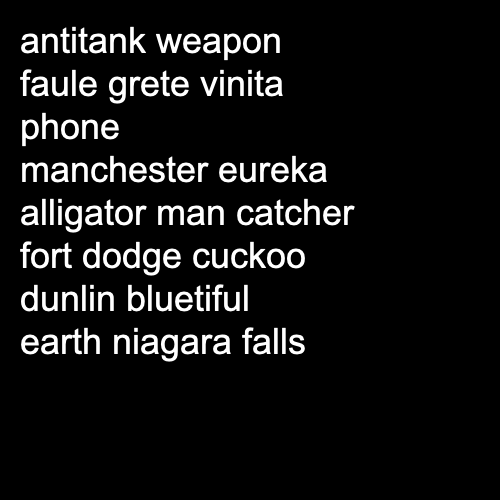 antitank weapon
faule grete vinita
phone
manchester eureka
alligator man catcher
fort dodge cuckoo
dunlin bluetiful
earth niagara falls